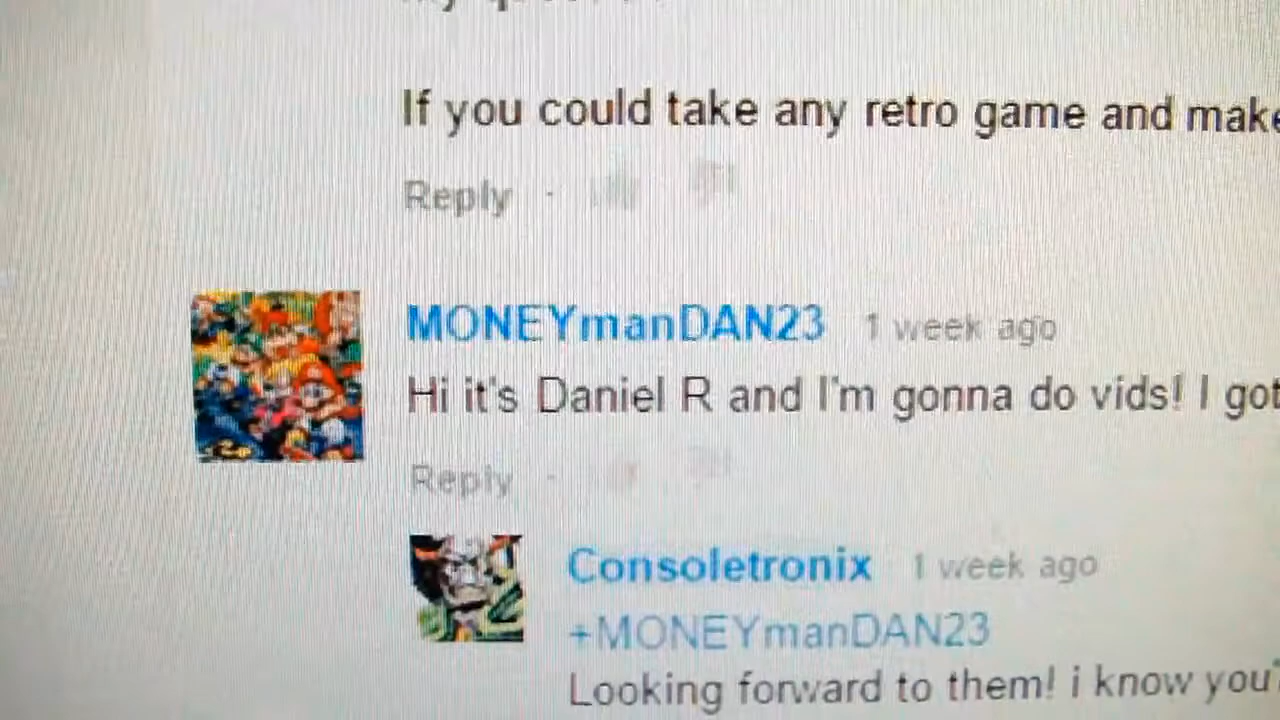 If you could take any retro game and make
Reply ·
MONEYmanDAN23 1 week ago
Hi it's Daniel R and I'm gonna do vids! I got
Reply ·
Consoletronix 1 week ago
+MONEYmanDAN23
Looking forward to them! i know you'